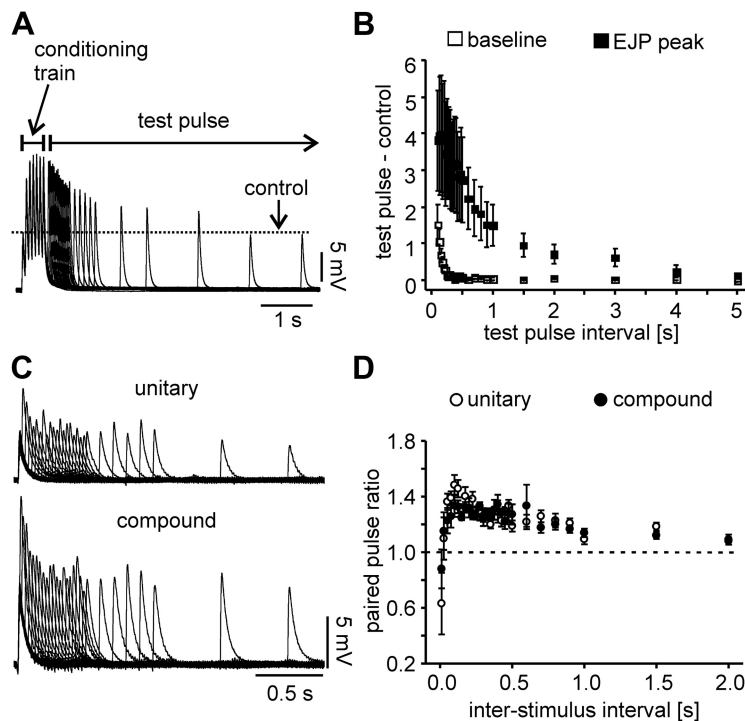 A
conditioning
train
test pulse
control
5 mV
1 s
B
baseline
EJP peak
test pulse - control
6
5
4
3
2
1
0
0
1
2
3
4
5
test pulse interval [s]
C
unitary
compound
5 mV
0.5 s
D
unitary
compound
paired pulse ratio
1.8
1.4
1.0
0.6
0.2
0.0
0.5
1.0
1.5
2.0
inter-stimulus interval [s]